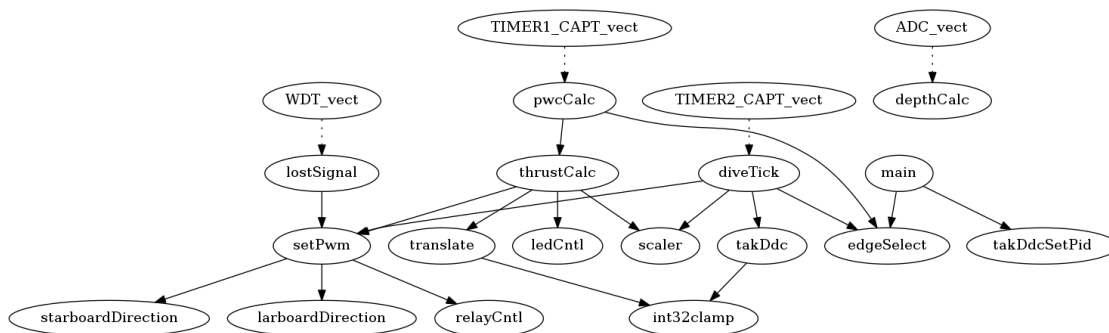 TIMER1_CAPT_vect
ADC_vect
WDT_vect
pwcCalc
TIMER2_CAPT_vect
depthCalc
lostSignal
thrustCalc
diveTick
main
setPwm
translate
ledCntl
scaler
takDdc
edgeSelect
takDdcSetPid
starboardDirection
larboardDirection
relayCntl
int32clamp